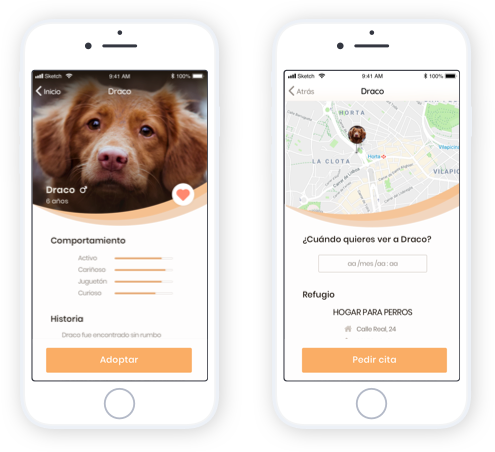 Sketch 9:41 AM 100%
Inicio Draco
Draco ♂
6 años
Comportamiento
Activo
Cariñoso
Juguetón
Curioso
Historia
Draco fue encontrado sin rumbo
Adoptar
Sketch 9:41 AM 100%
Atrás Draco
HORTA
Horta
LA CLOTA
VILAPIC
¿Cuándo quieres ver a Draco?
aa/mes/aa: aa
Refugio
HOGAR PARA PERROS
Calle Real, 24
Pedir cita